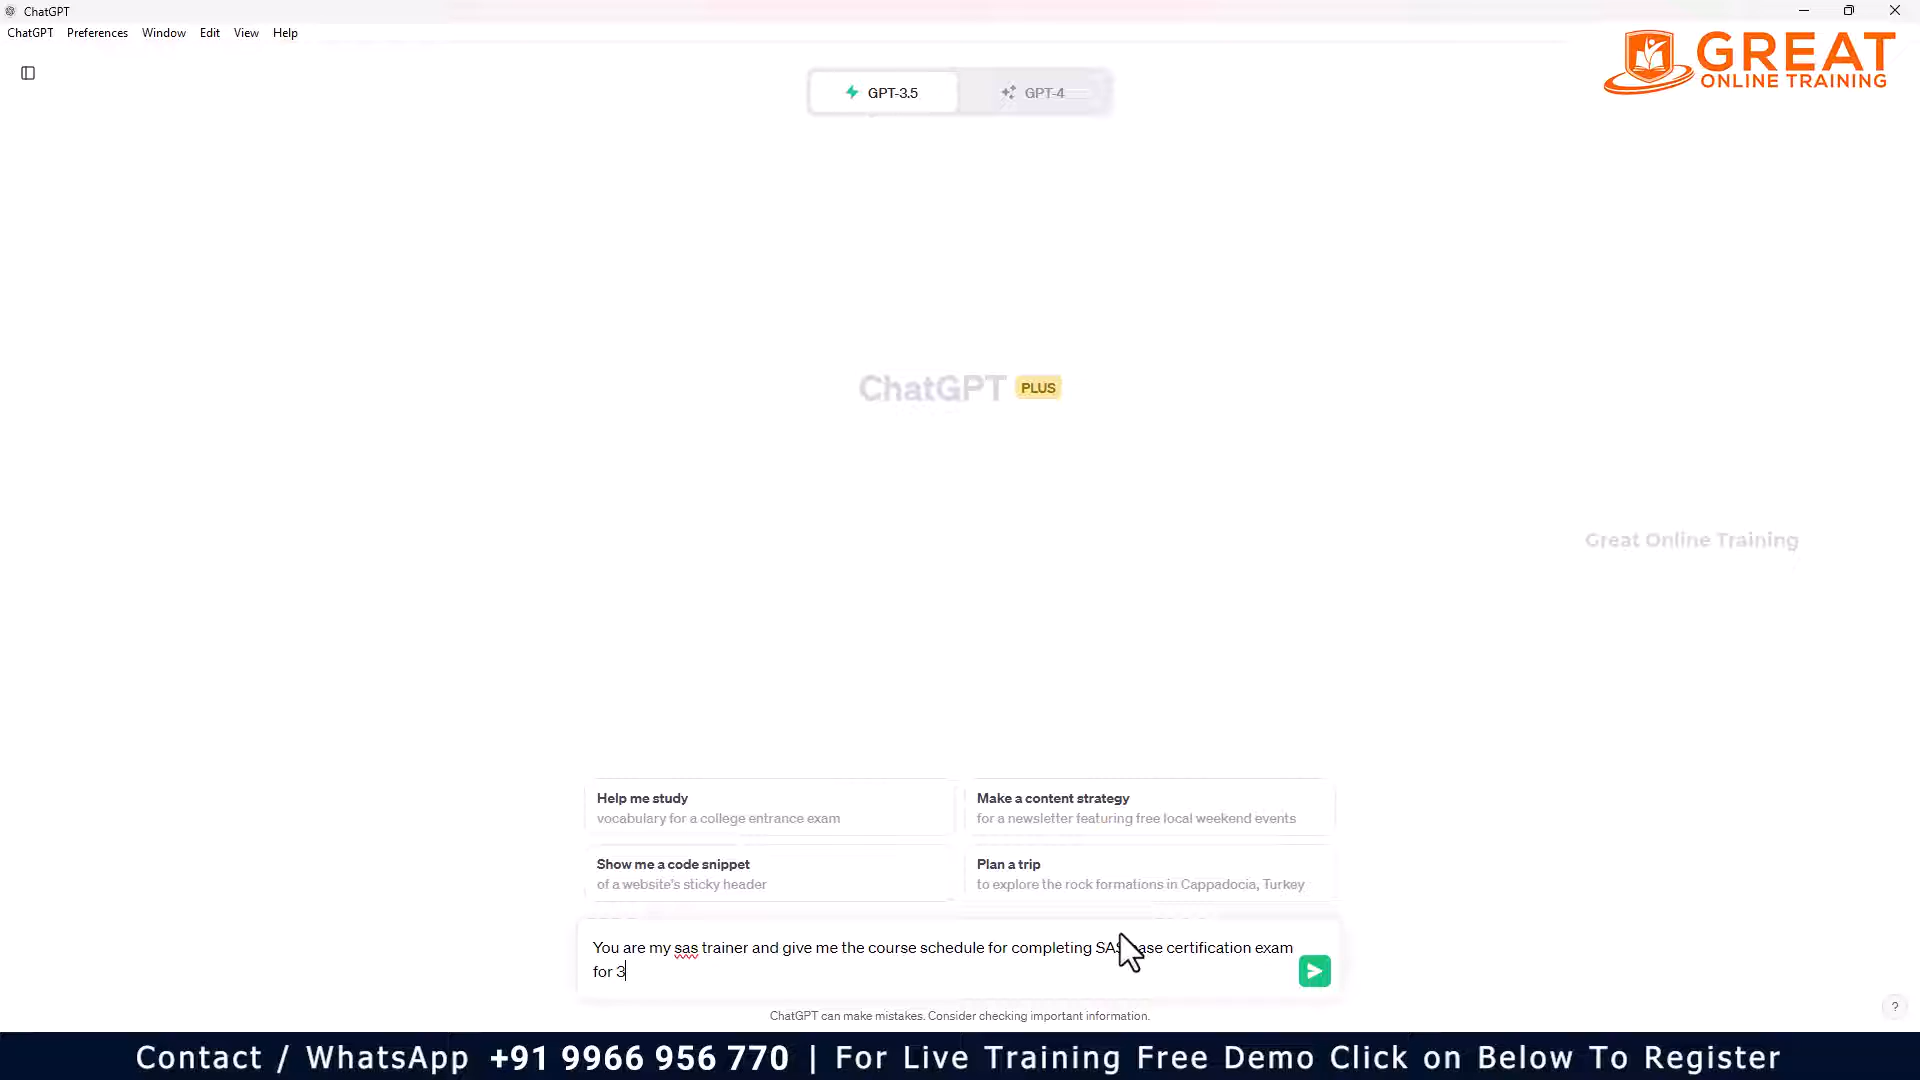 ChatGPT
ChatGPT Preferences Window Edit View Help
GREAT
ONLINE TRAINING
GPT-3.5
GPT-4
ChatGPT PLUS
Great Online Training
Help me study
vocabulary for a college entrance exam
Make a content strategy
for a newsletter featuring free local weekend events
Show me a code snippet
of a website's sticky header
Plan a trip
to explore the rock formations in Cappadocia, Turkey
You are my sas trainer and give me the course schedule for completing SAS base certification exam
for 3
ChatGPT can make mistakes. Consider checking important information.
?
Contact / WhatsApp +91 9966 956 770 | For Live Training Free Demo Click on Below To Register